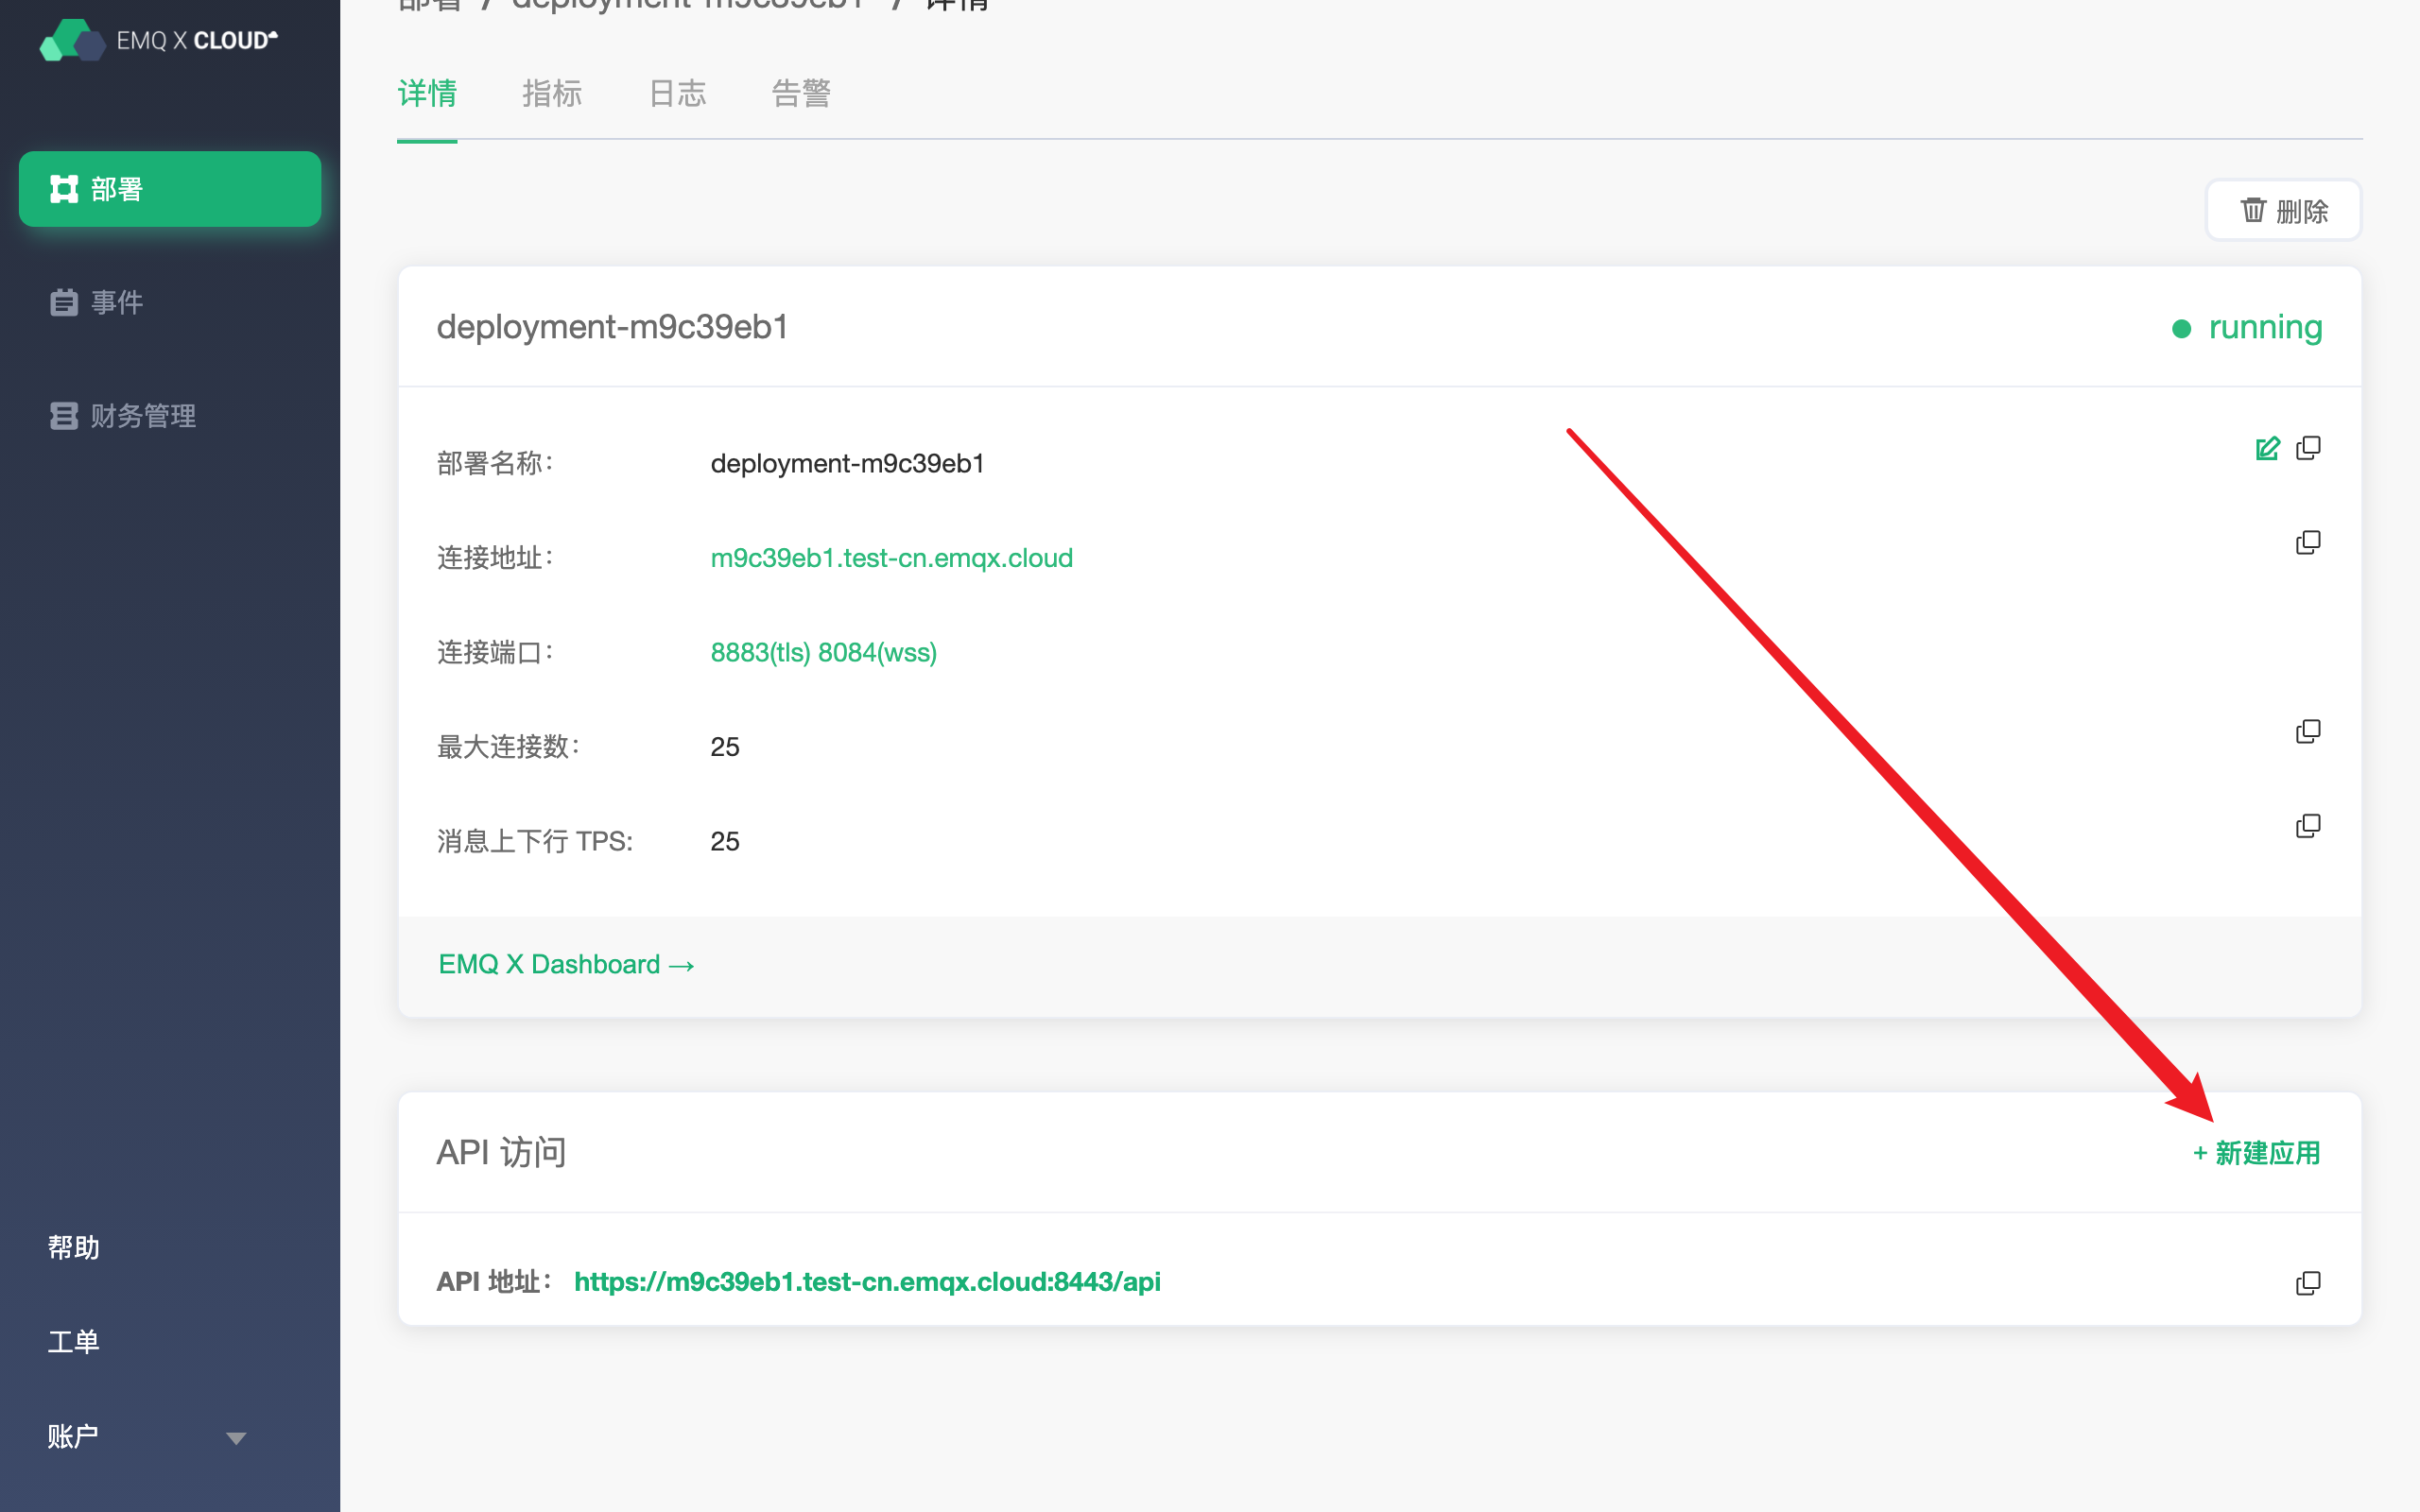 EMQ X CLOUD
部署
事件
财务管理
帮助
工单
账户
部署 / deployment-m9c39eb1 / 详情
详情 指标 日志 告警
删除
deployment-m9c39eb1 running
部署名称: deployment-m9c39eb1
连接地址: m9c39eb1.test-cn.emqx.cloud
连接端口: 8883(tls) 8084(wss)
最大连接数: 25
消息上下行 TPS: 25
EMQ X Dashboard →
API 访问 + 新建应用
API 地址: https://m9c39eb1.test-cn.emqx.cloud:8443/api